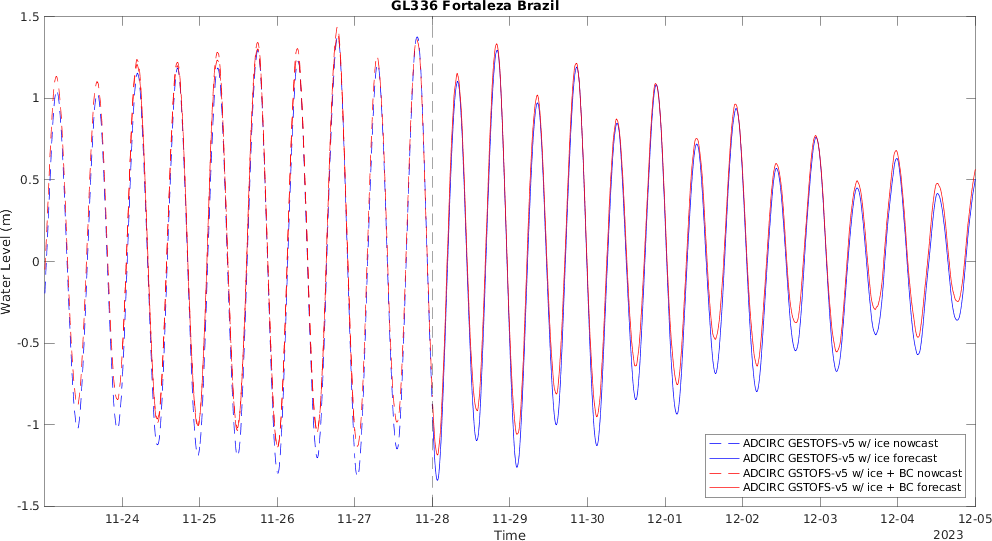 GL336 Fortaleza Brazil
1.5
1
0.5
0
-0.5
-1
-1.5
Water Level (m)
11-24
11-25
11-26
11-27
11-28
11-29
11-30
12-01
12-02
12-03
12-04
12-05
Time
2023
ADCIRC GESTOFS-v5 w/ ice nowcast
ADCIRC GESTOFS-v5 w/ ice forecast
ADCIRC GSTOFS-v5 w/ ice + BC nowcast
ADCIRC GSTOFS-v5 w/ ice + BC forecast